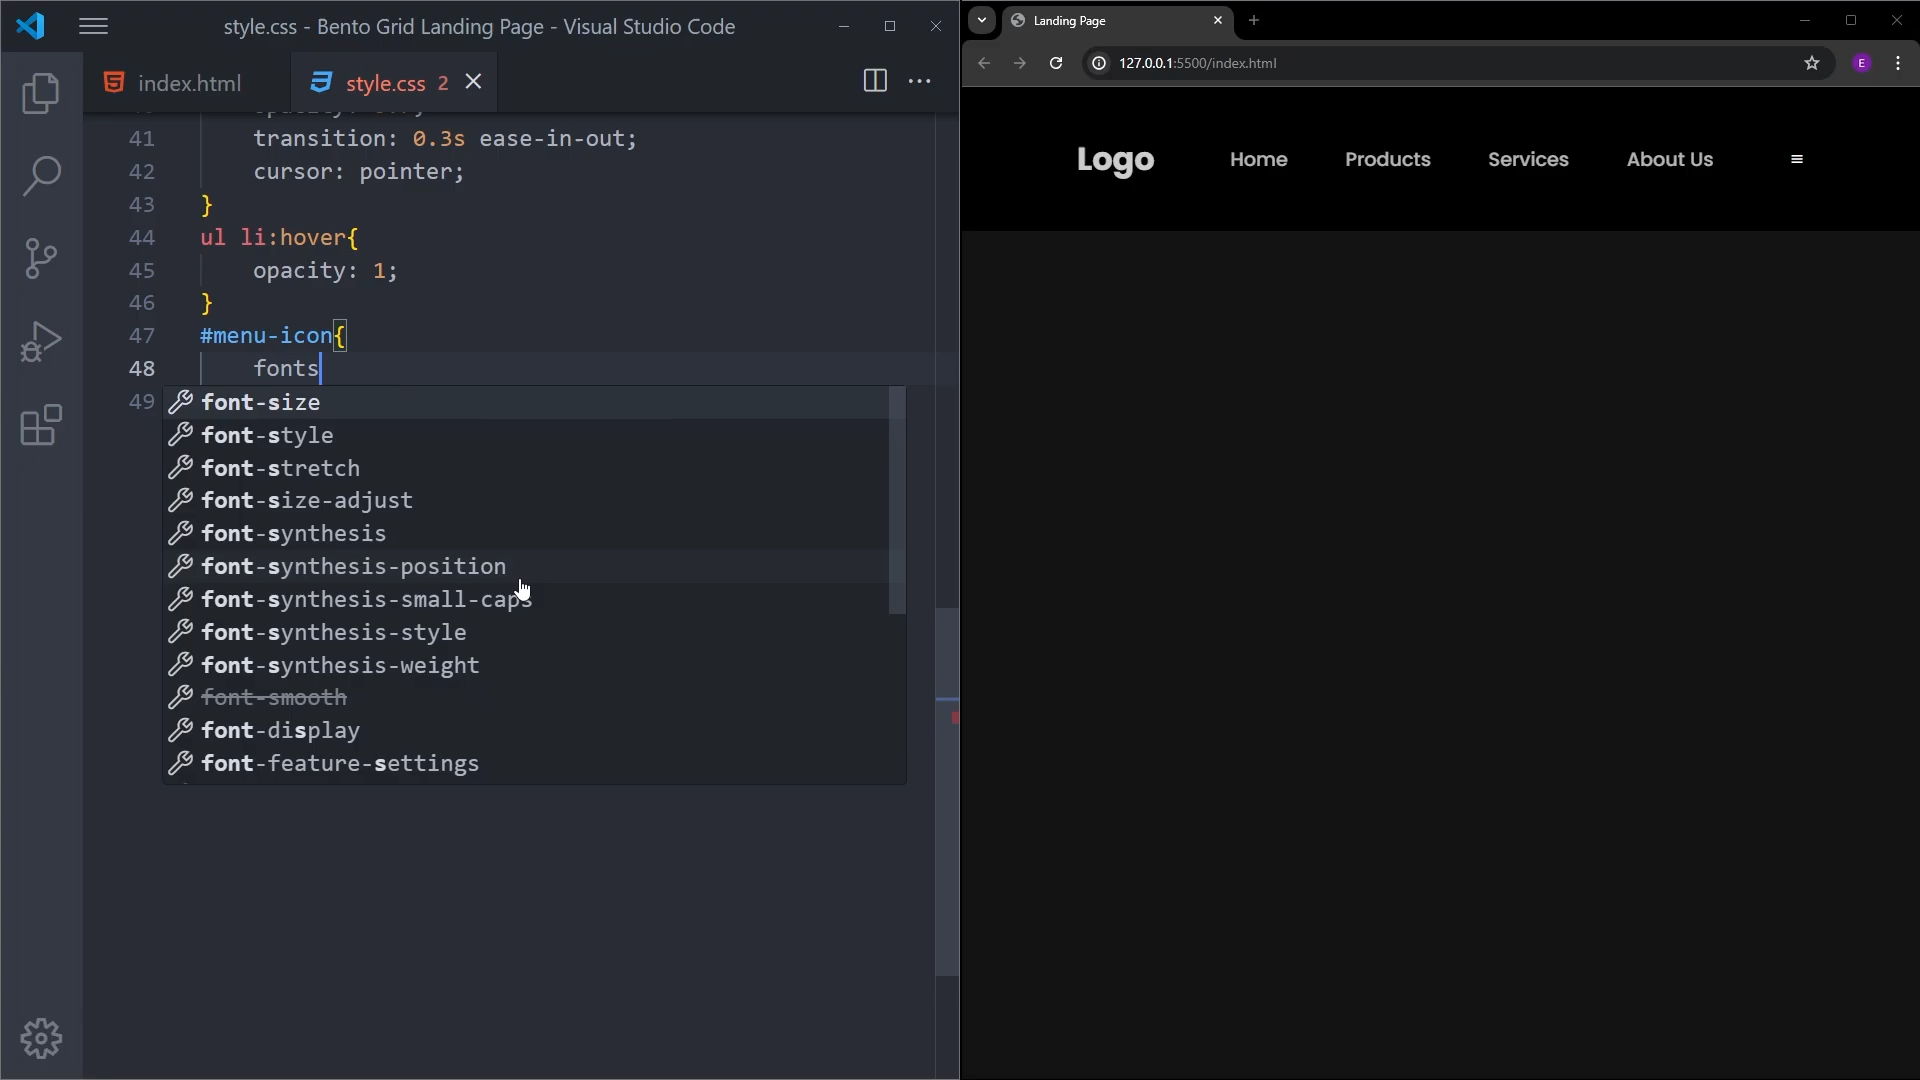 style.css - Bento Grid Landing Page - Visual Studio Code
index.html
style.css 2
41 transition: 0.3s ease-in-out;
42 cursor: pointer;
43 }
44 ul li:hover{
45 opacity: 1;
46 }
47 #menu-icon{
48 fonts
49
font-size
font-style
font-stretch
font-size-adjust
font-synthesis
font-synthesis-position
font-synthesis-small-caps
font-synthesis-style
font-synthesis-weight
font-smooth
font-display
font-feature-settings
Landing Page
127.0.0.1:5500/index.html
E
Logo Home Products Services About Us